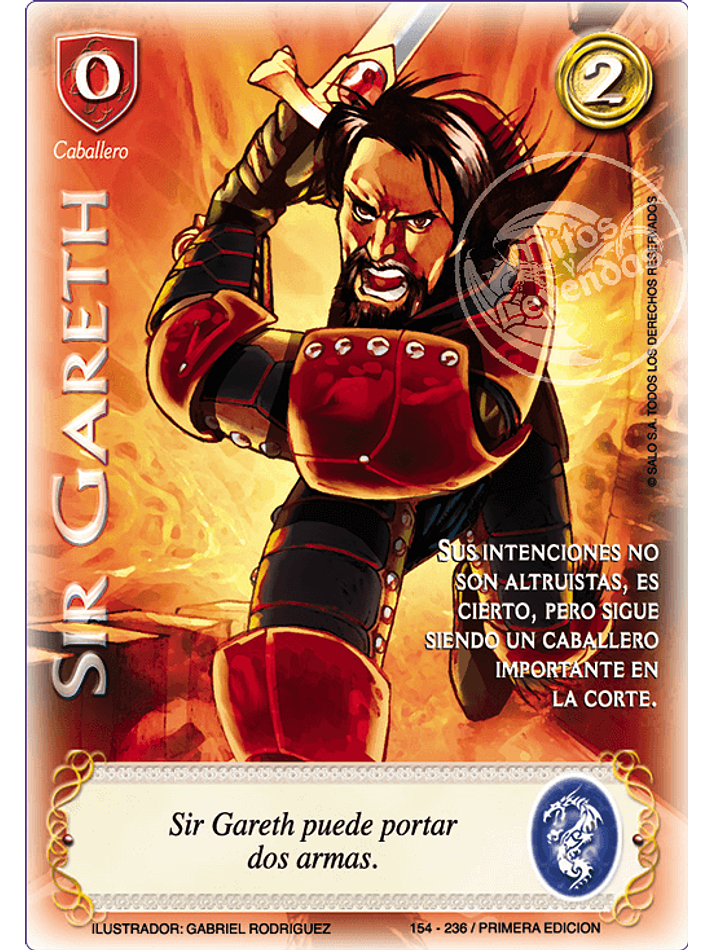 0
2
Caballero
SIR GARETH
Mitos
y
Leyendas
© SALO S.A. TODOS LOS DERECHOS RESERVADOS
SUS INTENCIONES NO
SON ALTRUISTAS, ES
CIERTO, PERO SIGUE
SIENDO UN CABALLERO
IMPORTANTE EN
LA CORTE.
Sir Gareth puede portar
dos armas.
ILUSTRADOR: GABRIEL RODRIGUEZ
154 - 236 / PRIMERA EDICION